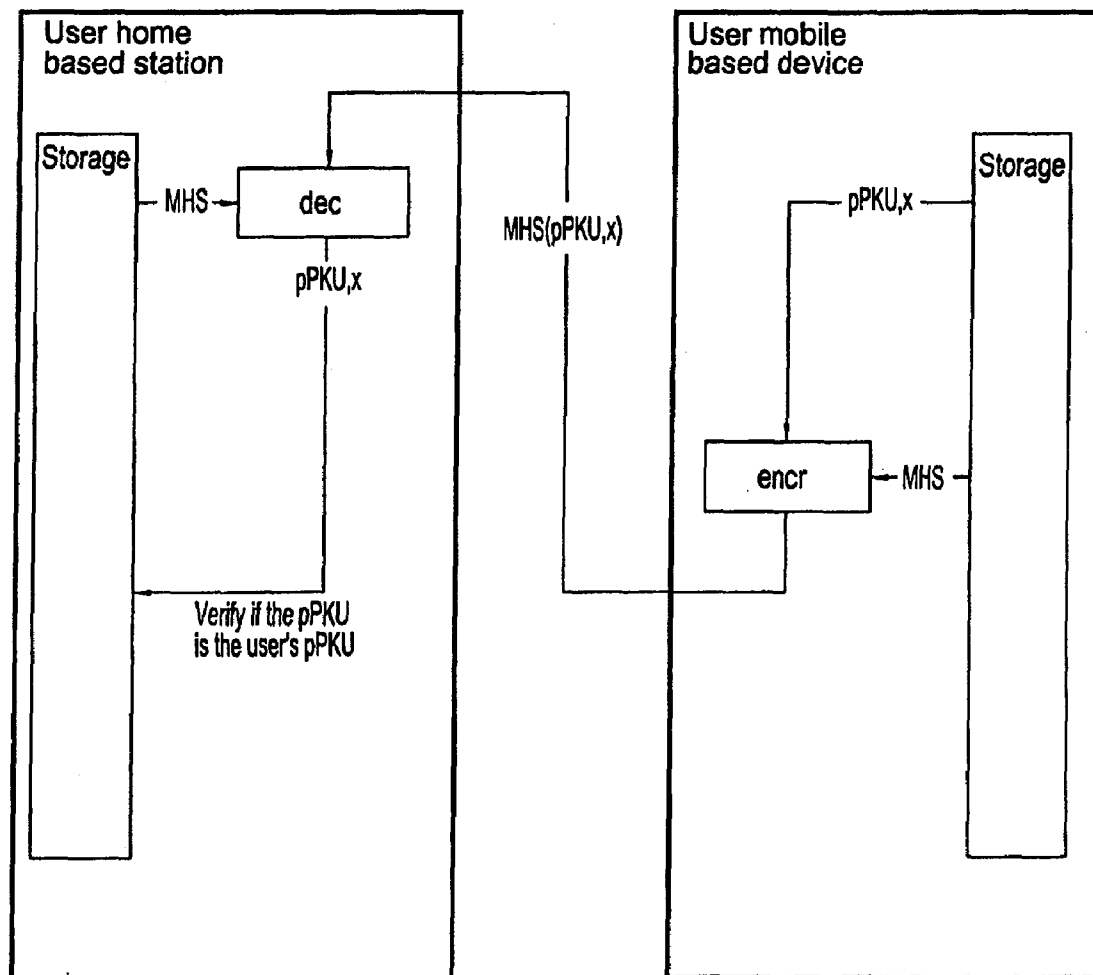 User home
based station
Storage
MHS
dec
pPKU,x
Verify if the pPKU
is the user's pPKU
MHS(pPKU,x)
User mobile
based device
Storage
pPKU,x
encr
MHS